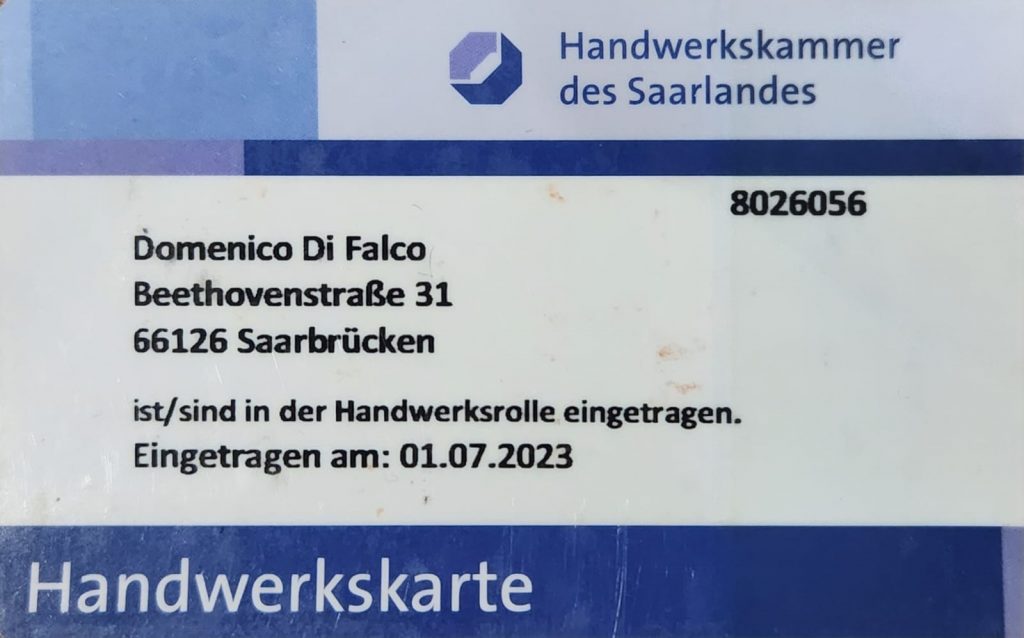 Handwerkskammer
des Saarlandes
8026056
Domenico Di Falco
Beethovenstraße 31
66126 Saarbrücken
ist/sind in der Handwerksrolle eingetragen.
Eingetragen am: 01.07.2023
Handwerkskarte